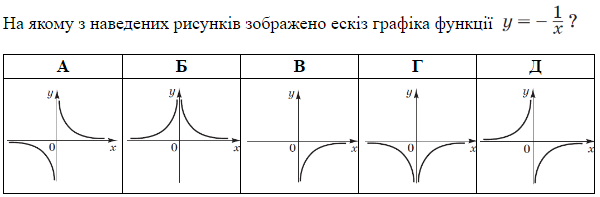 На якому з наведених рисунків зображено ескіз графіка функції y = − 1/x ?
А Б В Г Д
y y y y y
0 x 0 x 0 x 0 x 0 x